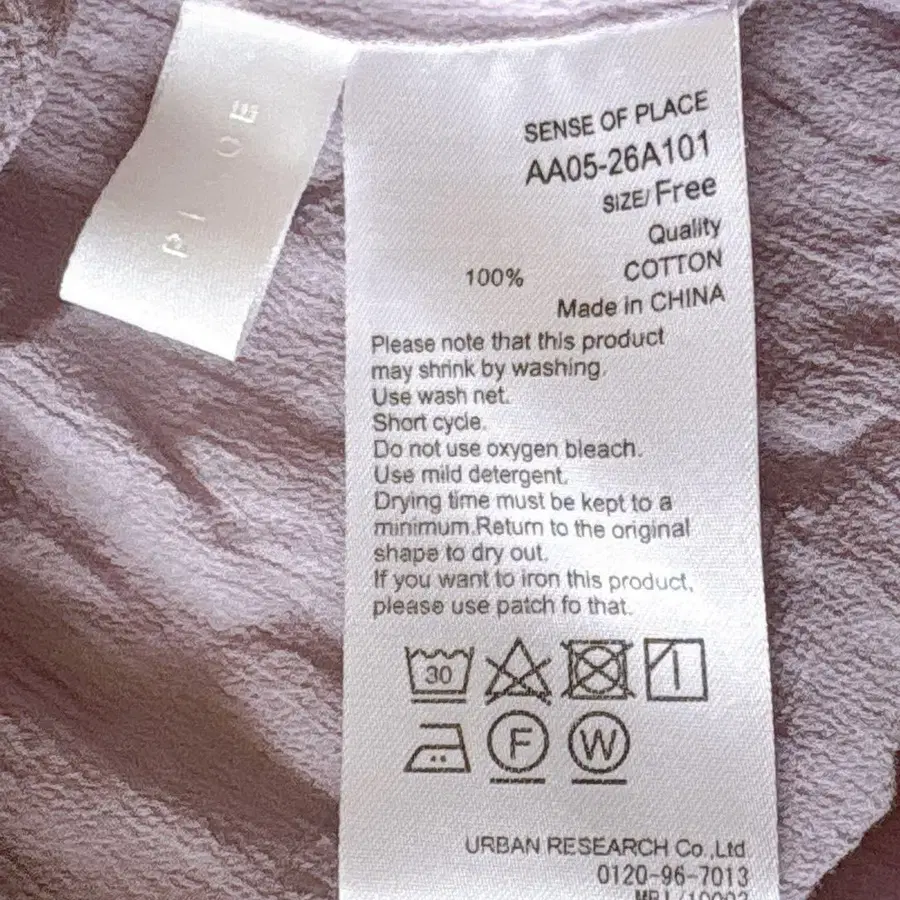 SENSE OF PLACE
AA05-26A101
SIZE/Free
Quality
100% COTTON
Made in CHINA
Please note that this product
may shrink by washing.
Use wash net.
Short cycle.
Do not use oxygen bleach.
Use mild detergent.
Drying time must be kept to a
minimum.Return to the original
shape to dry out.
If you want to iron this product,
please use patch fo that.
30
F W
URBAN RESEARCH Co.,Ltd
0120-96-7013